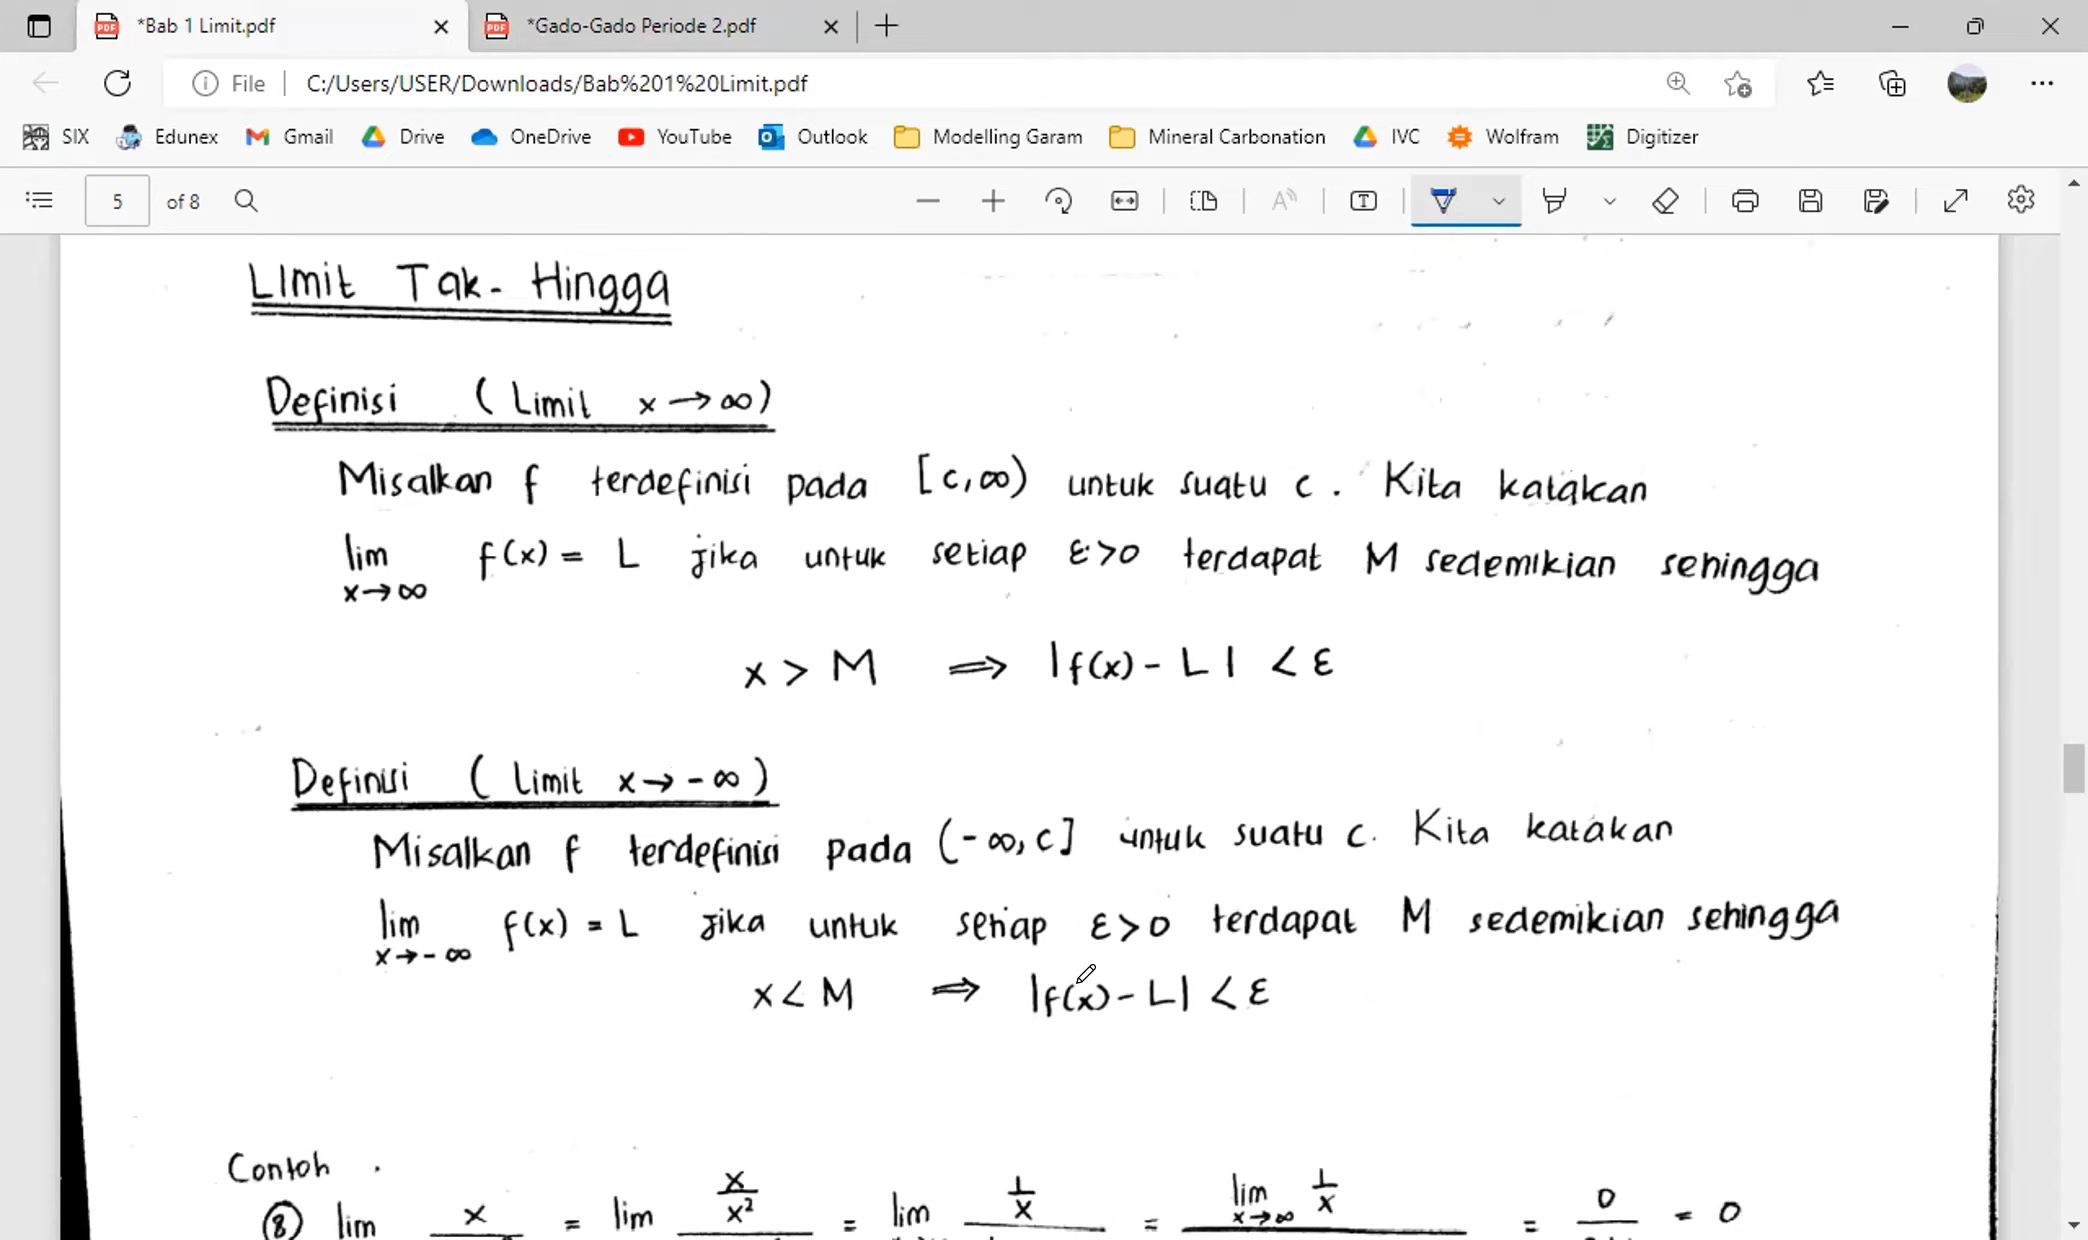 *Bab 1 Limit.pdf
*Gado-Gado Periode 2.pdf
File
C:/Users/USER/Downloads/Bab%201%20Limit.pdf
SIX
Edunex
Gmail
Drive
OneDrive
YouTube
Outlook
Modelling Garam
Mineral Carbonation
IVC
Wolfram
Digitizer
5 of 8
Limit Tak-Hingga
Definisi (Limit x→∞)
Misalkan f terdefinisi pada [c,∞) untuk suatu c. Kita katakan
lim f(x) = L jika untuk setiap ε>0 terdapat M sedemikian sehingga
x→∞
x > M ⟹ |f(x) - L| < ε
Definisi (Limit x→-∞)
Misalkan f terdefinisi pada (-∞, c] untuk suatu c. Kita katakan
lim f(x) = L jika untuk setiap ε>0 terdapat M sedemikian sehingga
x→-∞
x < M ⟹ |f(x) - L| < ε
Contoh .
⑧ lim x = lim x/x² = lim 1/x = lim x→∞ 1/x = 0 = 0